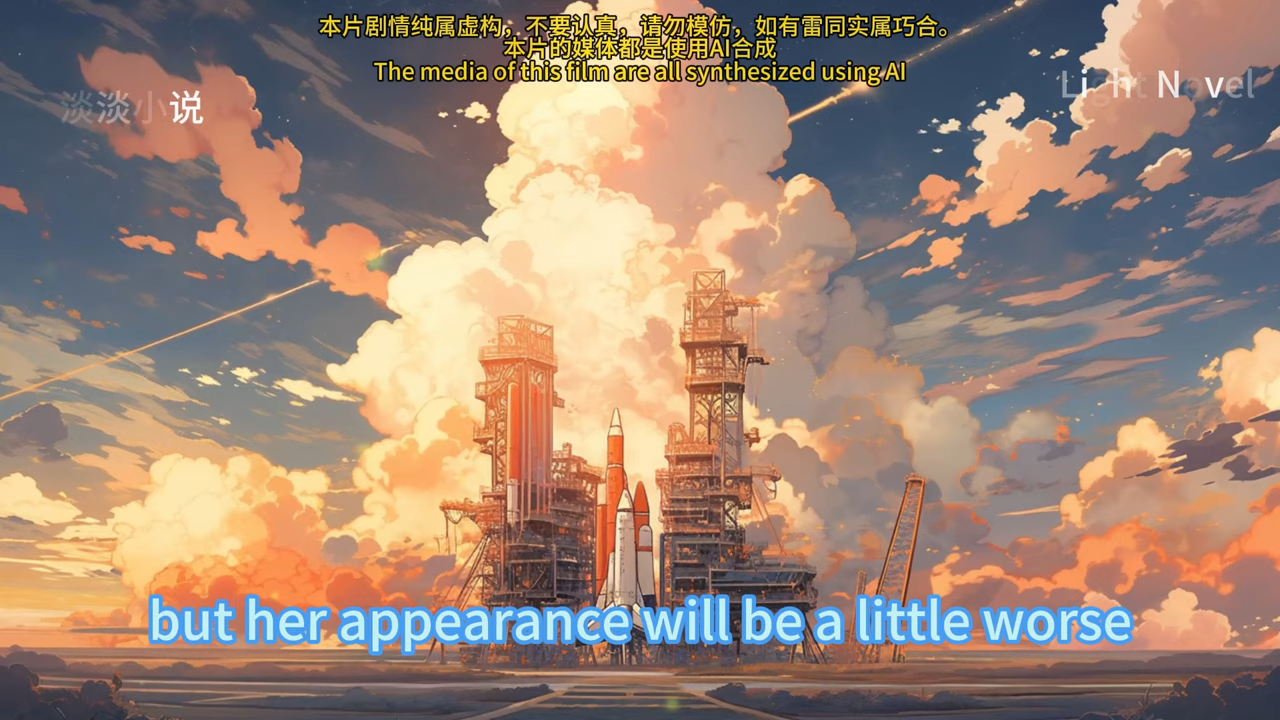 本片剧情纯属虚构，不要认真，请勿模仿，如有雷同实属巧合。
本片的媒体都是使用AI合成
The media of this film are all synthesized using AI
淡淡小说
Light Novel
but her appearance will be a little worse